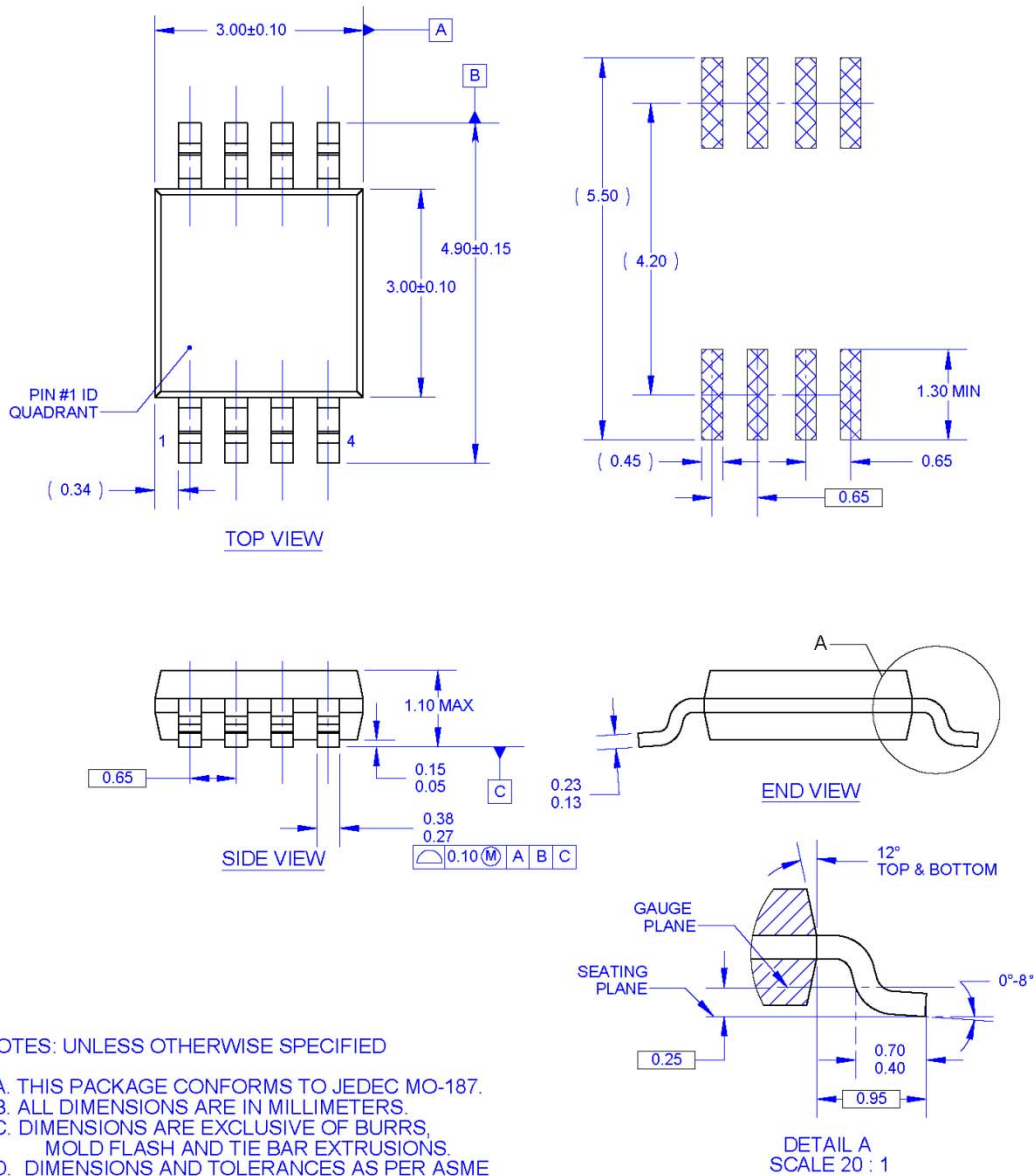 3.00±0.10
A
B
( 5.50 )
4.90±0.15
( 4.20 )
3.00±0.10
PIN #1 ID
QUADRANT
1.30 MIN
1
4
( 0.45 )
0.65
( 0.34 )
0.65
TOP VIEW
A
1.10 MAX
0.65
0.15
0.05
C
0.23
0.13
END VIEW
0.38
0.27
SIDE VIEW
⌓ 0.10 Ⓜ A B C
12°
TOP & BOTTOM
GAUGE
PLANE
SEATING
PLANE
0°-8°
0.25
0.70
0.40
0.95
DETAIL A
SCALE 20 : 1
OTES: UNLESS OTHERWISE SPECIFIED
A. THIS PACKAGE CONFORMS TO JEDEC MO-187.
B. ALL DIMENSIONS ARE IN MILLIMETERS.
C. DIMENSIONS ARE EXCLUSIVE OF BURRS,
MOLD FLASH AND TIE BAR EXTRUSIONS.
D. DIMENSIONS AND TOLERANCES AS PER ASME